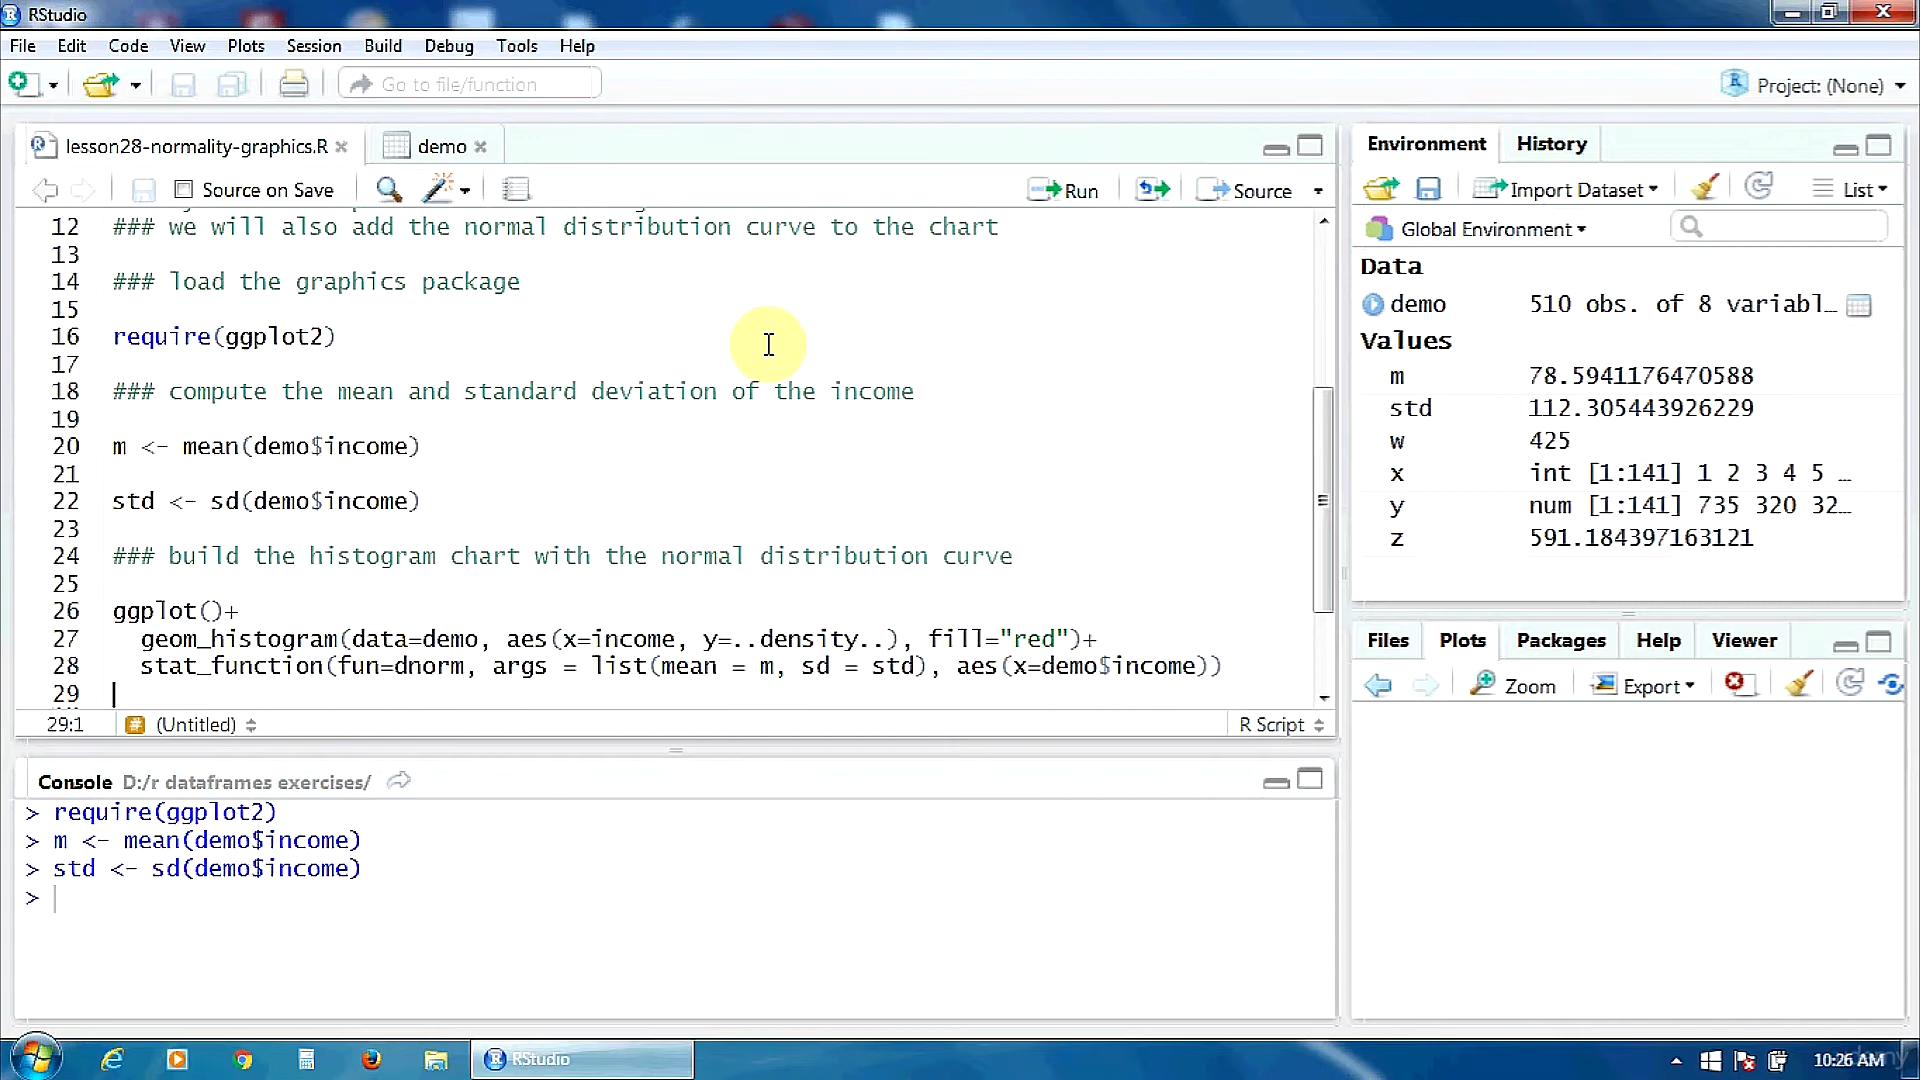 RStudio
File Edit Code View Plots Session Build Debug Tools Help
Go to file/function
Project: (None)
lesson28-normality-graphics.R
demo
Source on Save
Run
Source
12 ### we will also add the normal distribution curve to the chart
13
14 ### load the graphics package
15
16 require(ggplot2)
17
18 ### compute the mean and standard deviation of the income
19
20 m <- mean(demo$income)
21
22 std <- sd(demo$income)
23
24 ### build the histogram chart with the normal distribution curve
25
26 ggplot()+
27 geom_histogram(data=demo, aes(x=income, y=..density..), fill="red")+
28 stat_function(fun=dnorm, args = list(mean = m, sd = std), aes(x=demo$income))
29
29:1 (Untitled) R Script
Console D:/r dataframes exercises/
> require(ggplot2)
> m <- mean(demo$income)
> std <- sd(demo$income)
>
Environment History
Import Dataset List
Global Environment
Data
demo 510 obs. of 8 variabl…
Values
m 78.5941176470588
std 112.305443926229
w 425
x int [1:141] 1 2 3 4 5 …
y num [1:141] 735 320 32…
z 591.184397163121
Files Plots Packages Help Viewer
Zoom Export
RStudio
10:26 AM